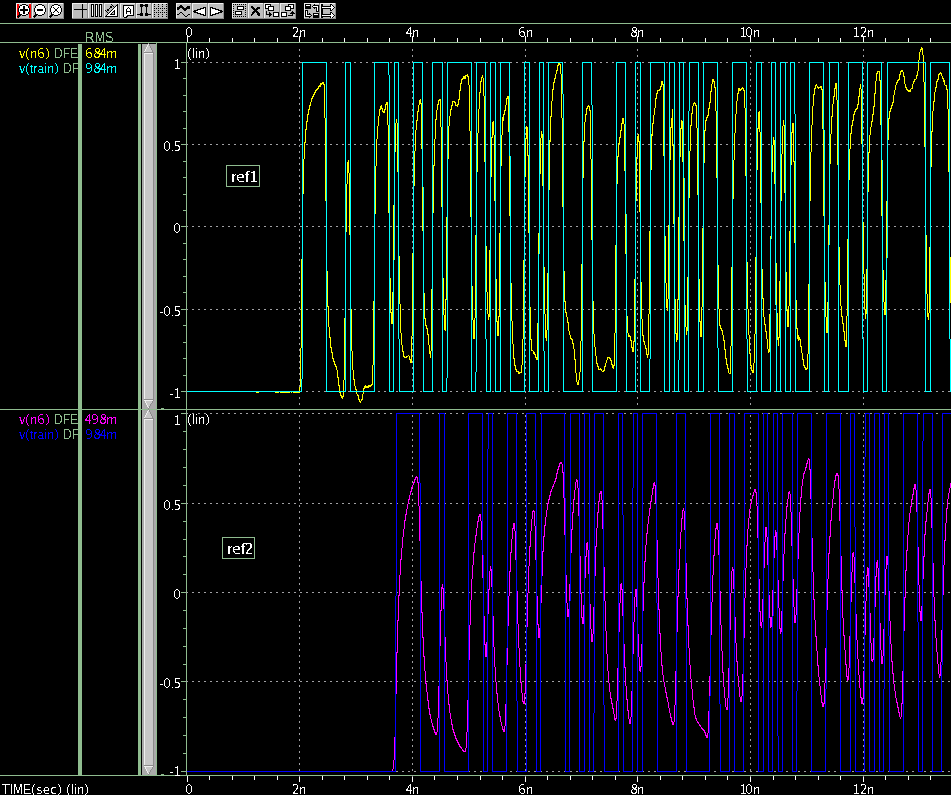 RMS
0 2n 4n 6n 8n 10n 12n
v(n6) DFE 684m
v(train) DF 984m
(lin)
1
0.5
ref1
0
-0.5
-1
v(n6) DFE 498m
v(train) DF 984m
1 (lin)
0.5
ref2
0
-0.5
-1
TIME(sec) (lin) 0 2n 4n 6n 8n 10n 12n